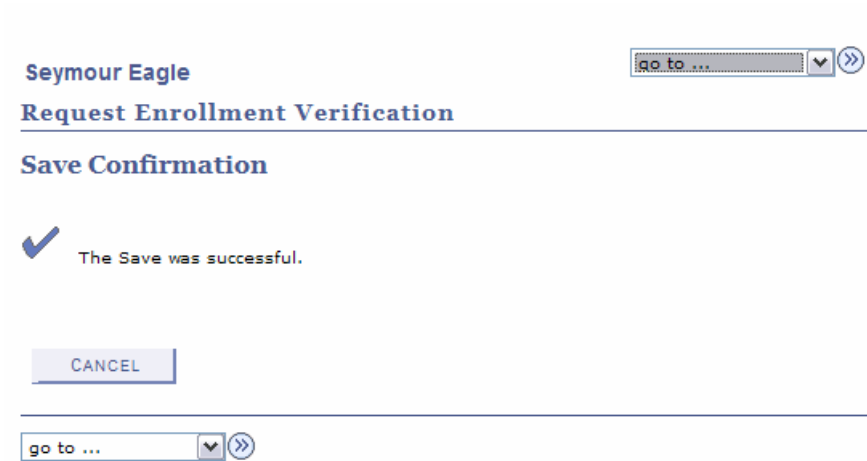 Seymour Eagle
go to ...
Request Enrollment Verification
Save Confirmation
The Save was successful.
CANCEL
go to ...